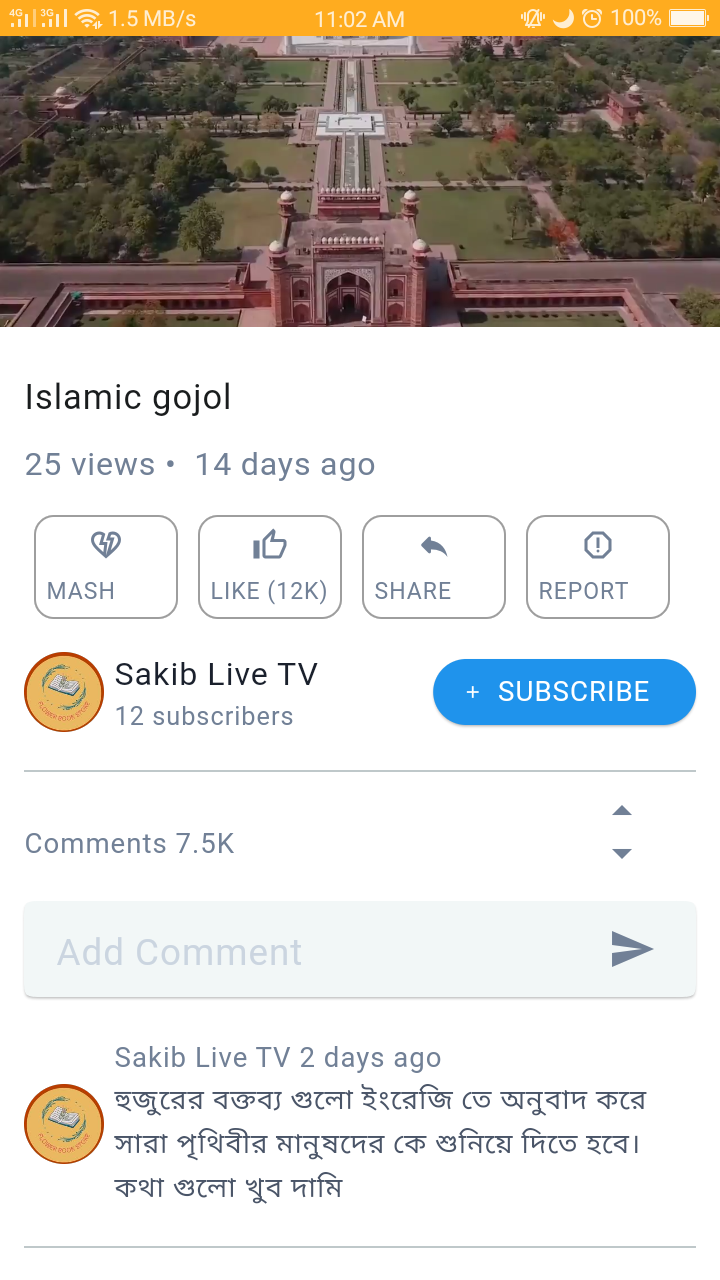 4G 3G 1.5 MB/s 11:02 AM 100%
Islamic gojol
25 views • 14 days ago
MASH LIKE (12K) SHARE REPORT
Sakib Live TV
12 subscribers
+ SUBSCRIBE
Comments 7.5K
Add Comment
Sakib Live TV 2 days ago
হুজুরের বক্তব্য গুলো ইংরেজি তে অনুবাদ করে
সারা পৃথিবীর মানুষদের কে শুনিয়ে দিতে হবে।
কথা গুলো খুব দামি